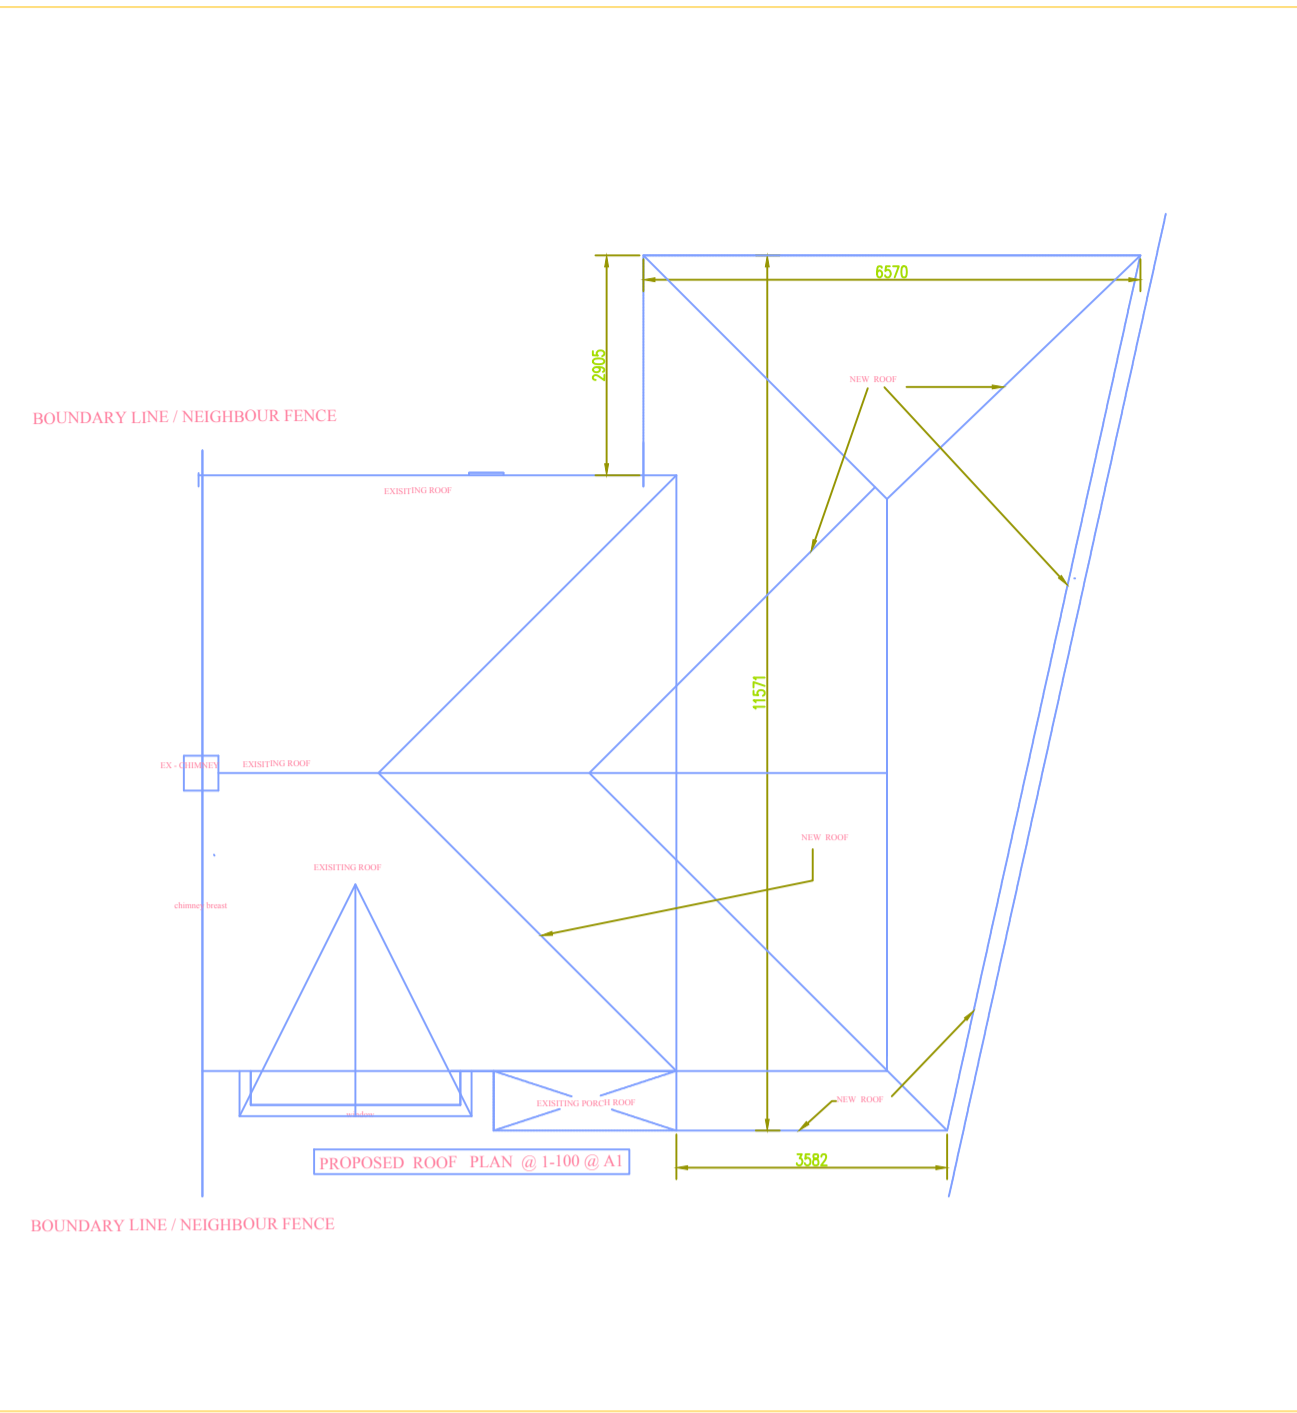 6570
2905
NEW ROOF
BOUNDARY LINE / NEIGHBOUR FENCE
EXISITING ROOF
11571
EX - CHIMNEY
EXISITING ROOF
NEW ROOF
EXISITING ROOF
chimney breast
NEW ROOF
EXISITING PORCH ROOF
window
PROPOSED ROOF PLAN @ 1-100 @ A1
3582
BOUNDARY LINE / NEIGHBOUR FENCE